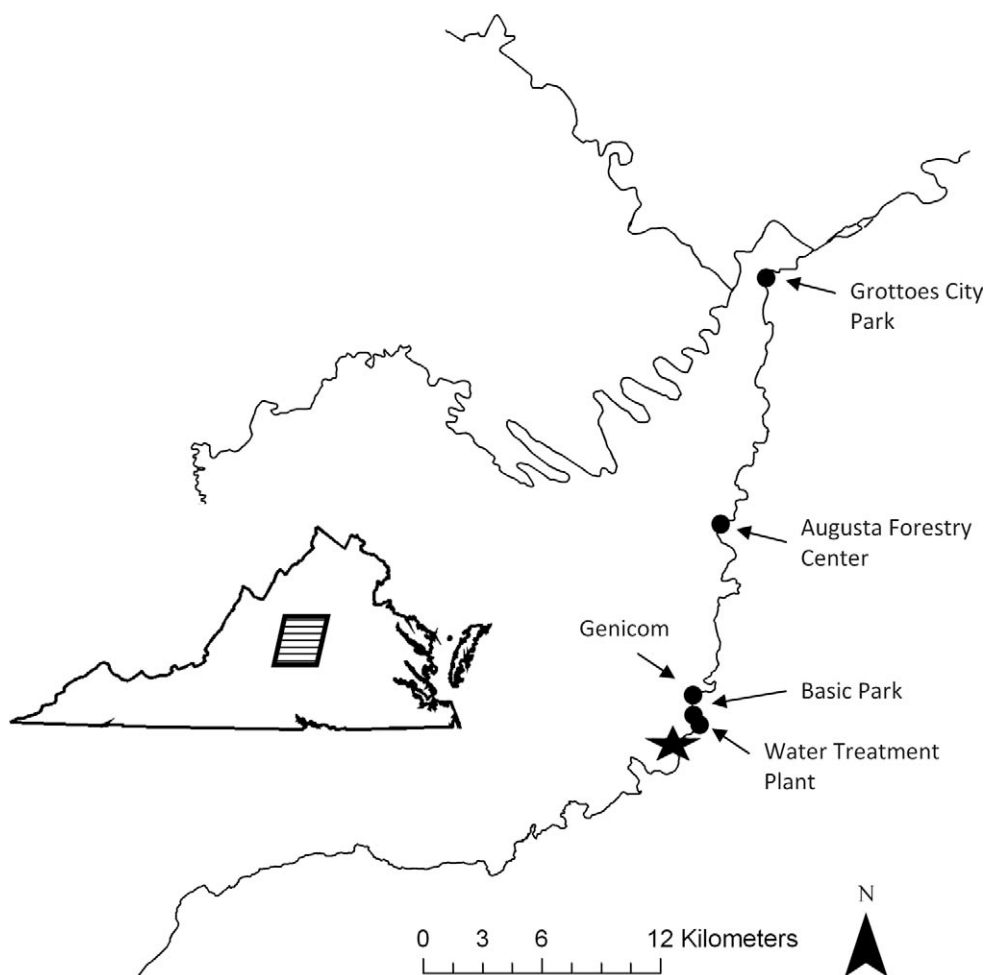 Grottoes City
Park
Augusta Forestry
Center
Genicom
Basic Park
Water Treatment
Plant
N
0 3 6 12 Kilometers